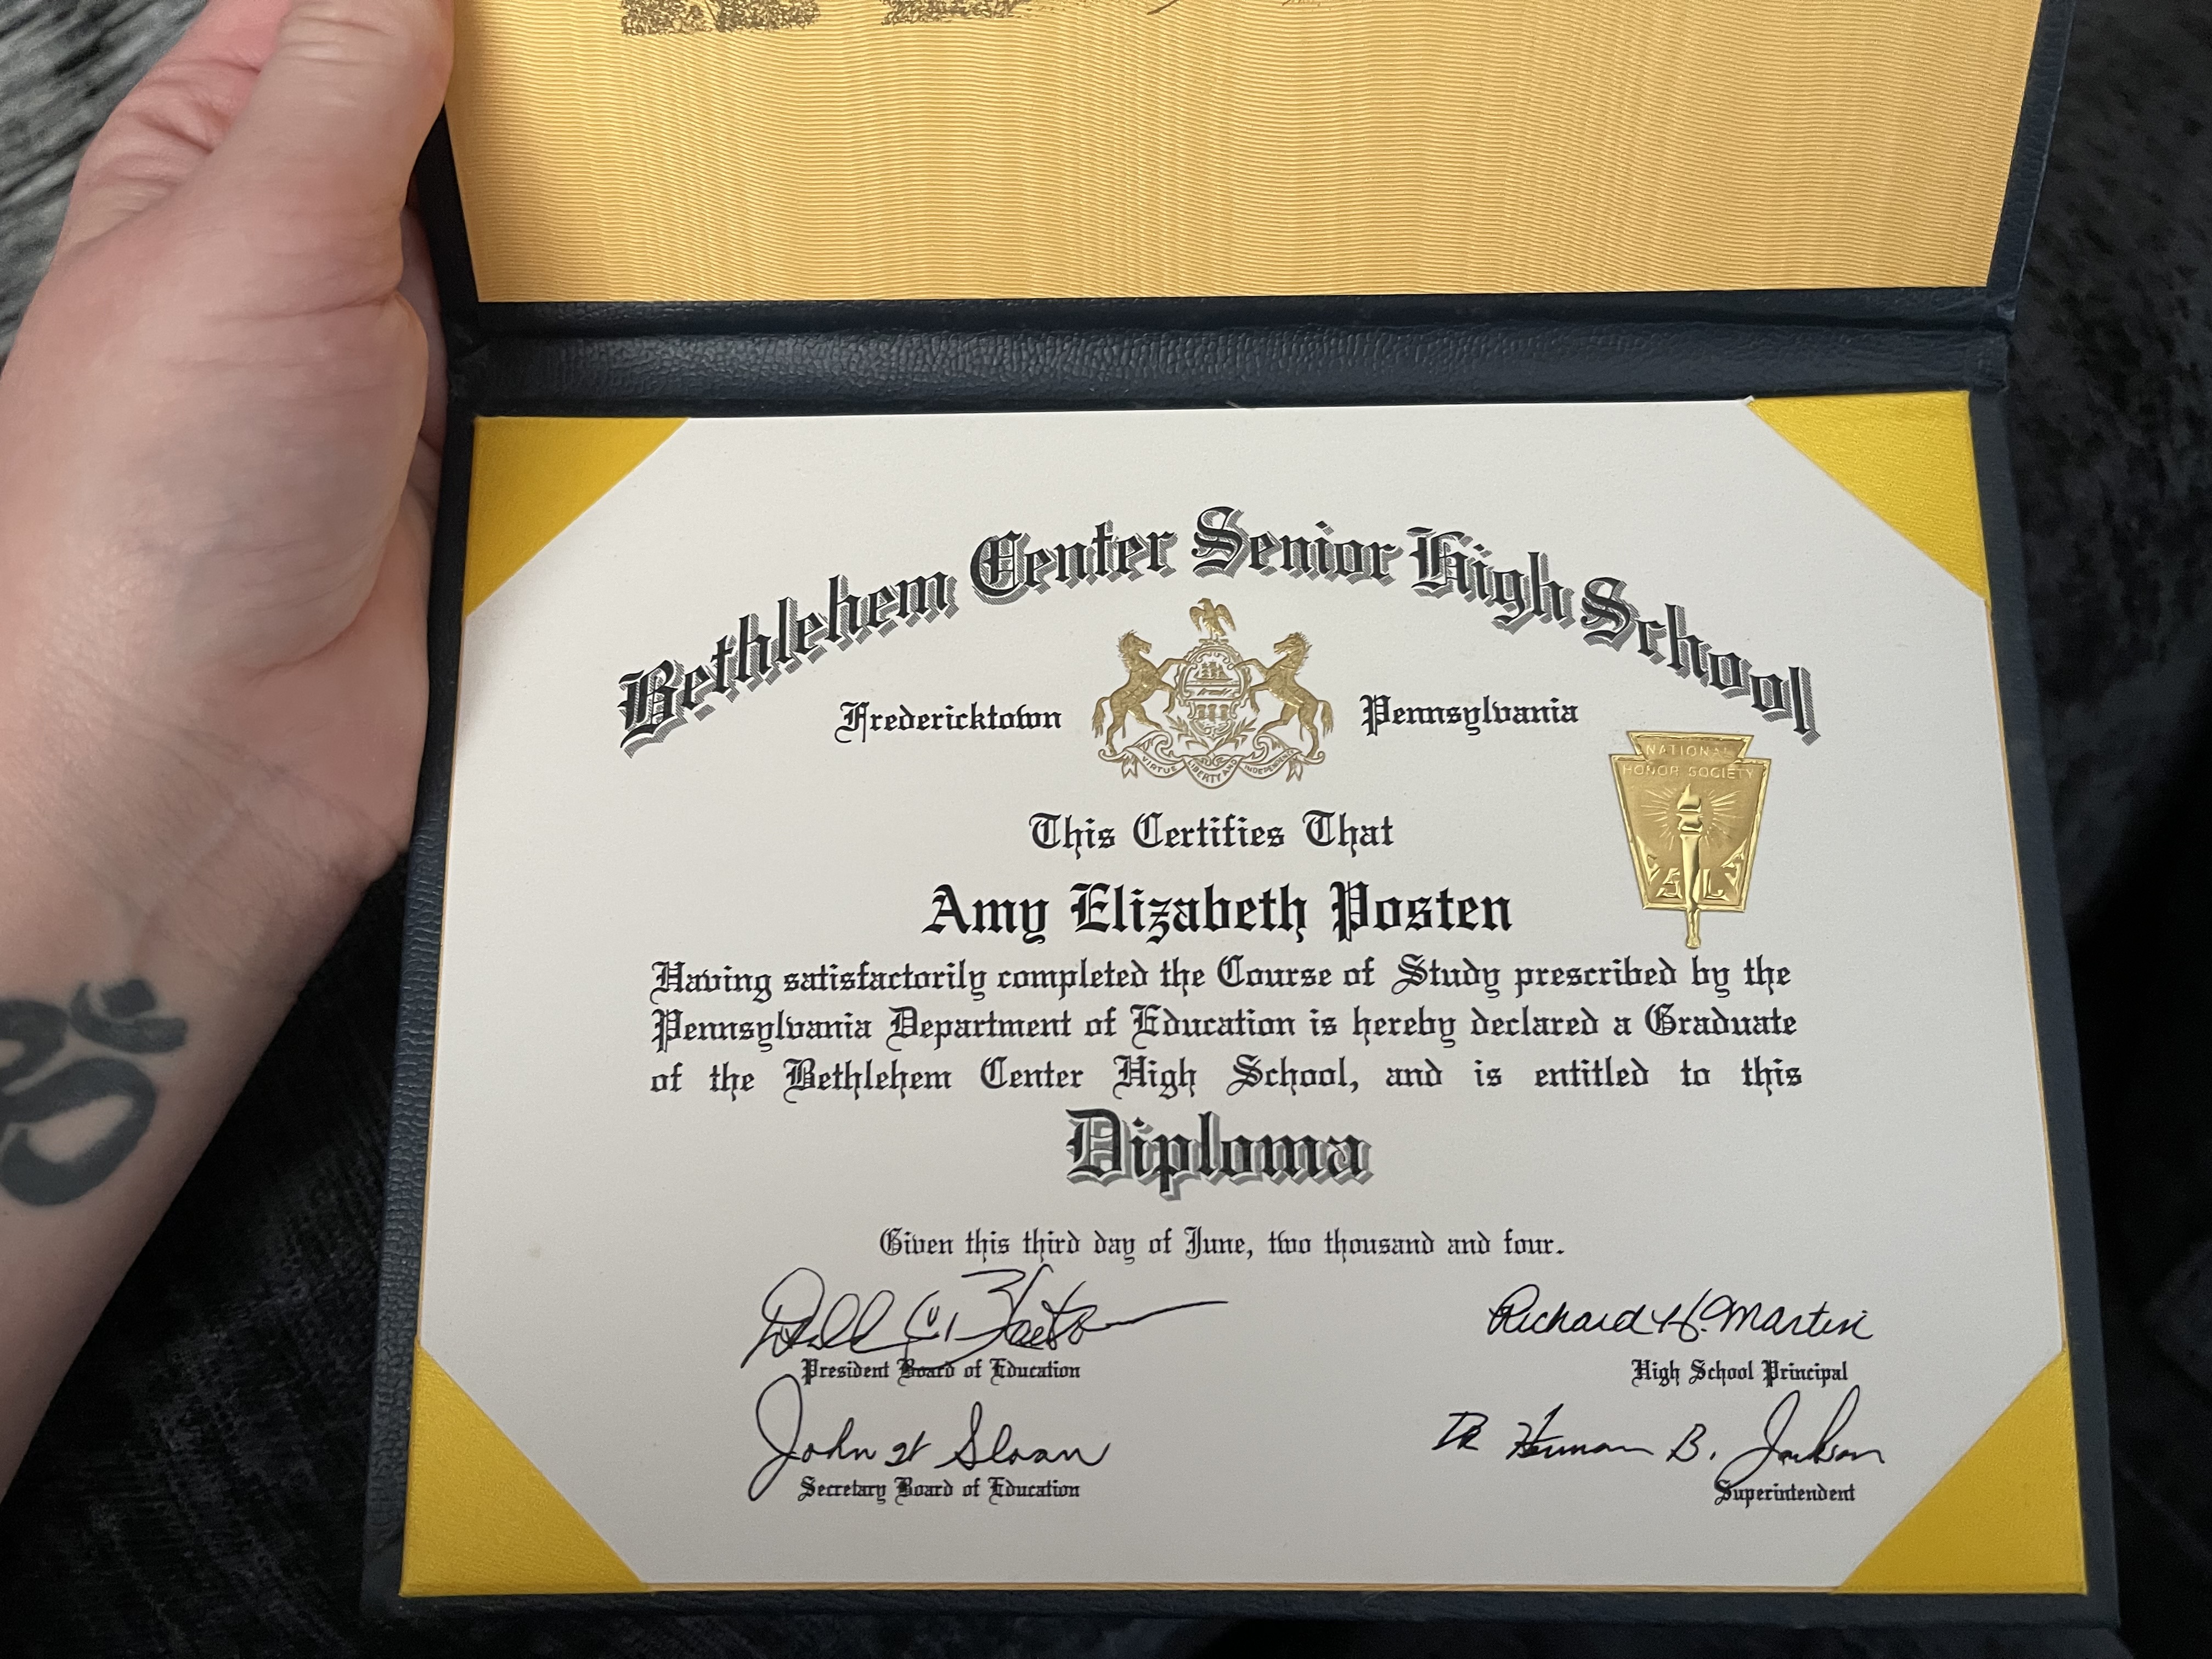 Bethlehem Center Senior High School
Fredericktown Pennsylvania
VIRTUE LIBERTY AND INDEPENDENCE
NATIONAL
HONOR SOCIETY
This Certifies That
Amy Elizabeth Posten
Having satisfactorily completed the Course of Study prescribed by the
Pennsylvania Department of Education is hereby declared a Graduate
of the Bethlehem Center High School, and is entitled to this
Diploma
Given this third day of June, two thousand and four.
Richard H. Martin
President Board of Education
High School Principal
John Sloan
Dr Herman B. Jackson
Secretary Board of Education
Superintendent